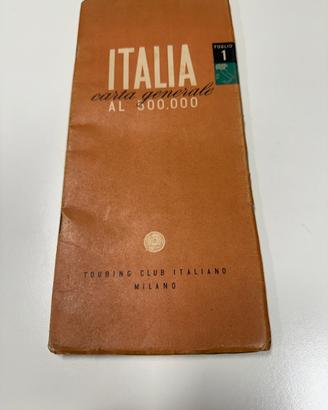 ITALIA
FOGLIO
1
carta generale
AL 500.000
TOURING CLUB ITALIANO
MILANO